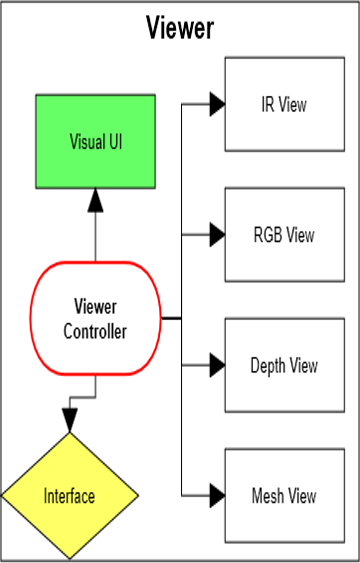 Viewer
Visual UI
Viewer
Controller
Interface
IR View
RGB View
Depth View
Mesh View